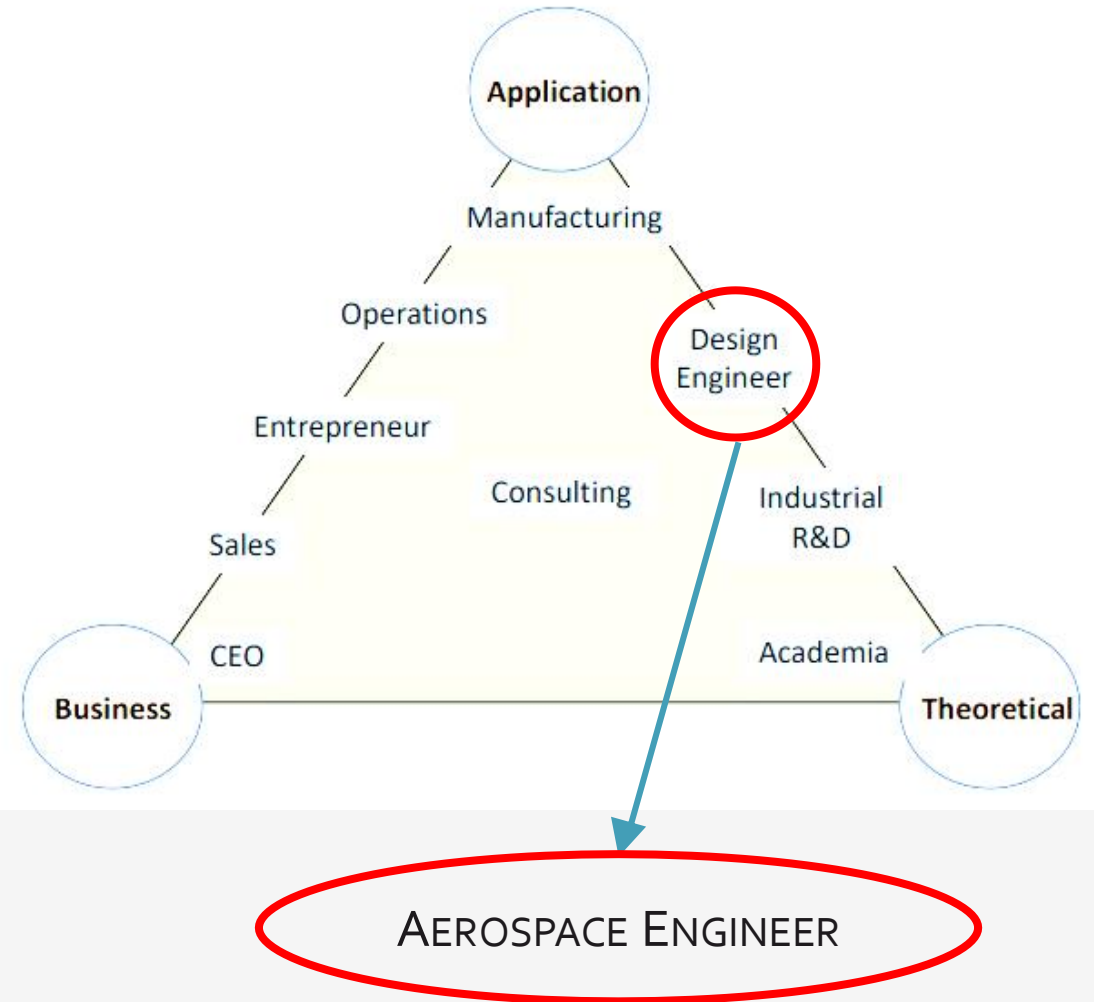 Application
Manufacturing
Operations
Design
Engineer
Entrepreneur
Consulting
Industrial
R&D
Sales
CEO
Academia
Business
Theoretical
AEROSPACE ENGINEER